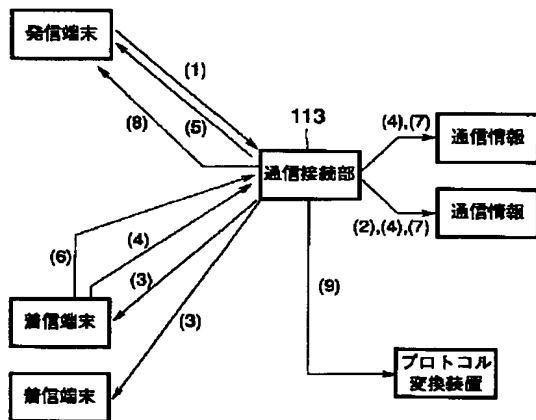 発信端末
(1)
(5)
(8)
113
通信接続部
(4),(7)
通信情報
(2),(4),(7)
通信情報
(6)
(4)
(3)
(3)
(9)
着信端末
着信端末
プロトコル
変換装置